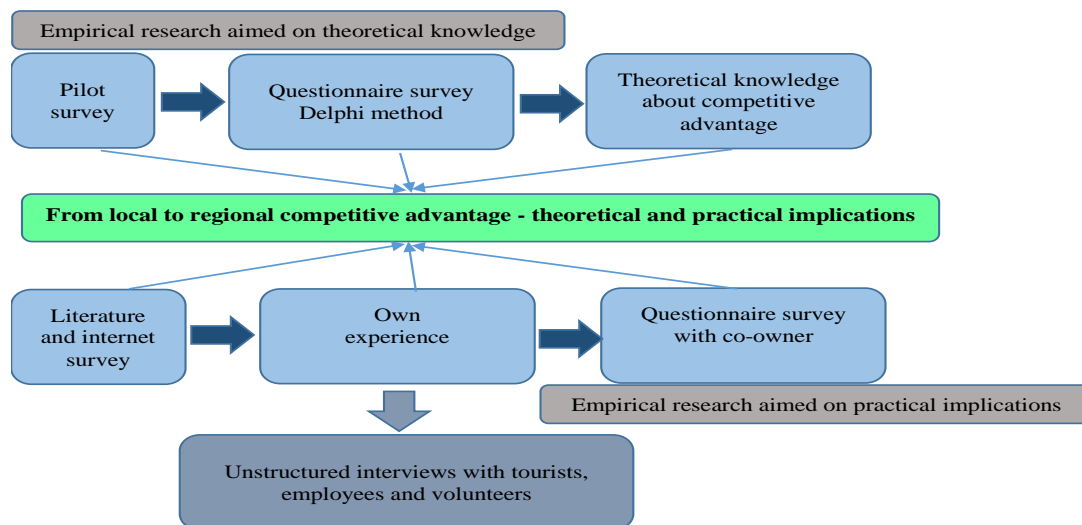 Empirical research aimed on theoretical knowledge
Pilot
survey
Questionnaire survey
Delphi method
Theoretical knowledge
about competitive
advantage
From local to regional competitive advantage - theoretical and practical implications
Literature
and internet
survey
Own
experience
Questionnaire survey
with co-owner
Empirical research aimed on practical implications
Unstructured interviews with tourists,
employees and volunteers